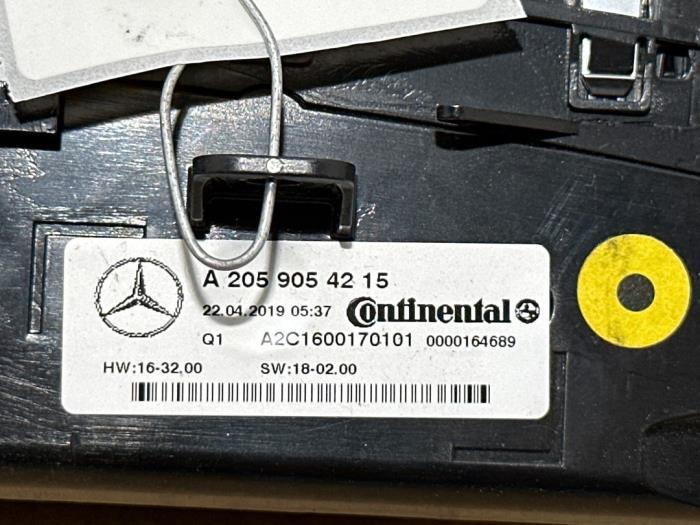 A 205 905 42 15
22.04.2019 05:37 Continental
Q1 A2C1600170101 0000164689
HW:16-32.00 SW:18-02.00